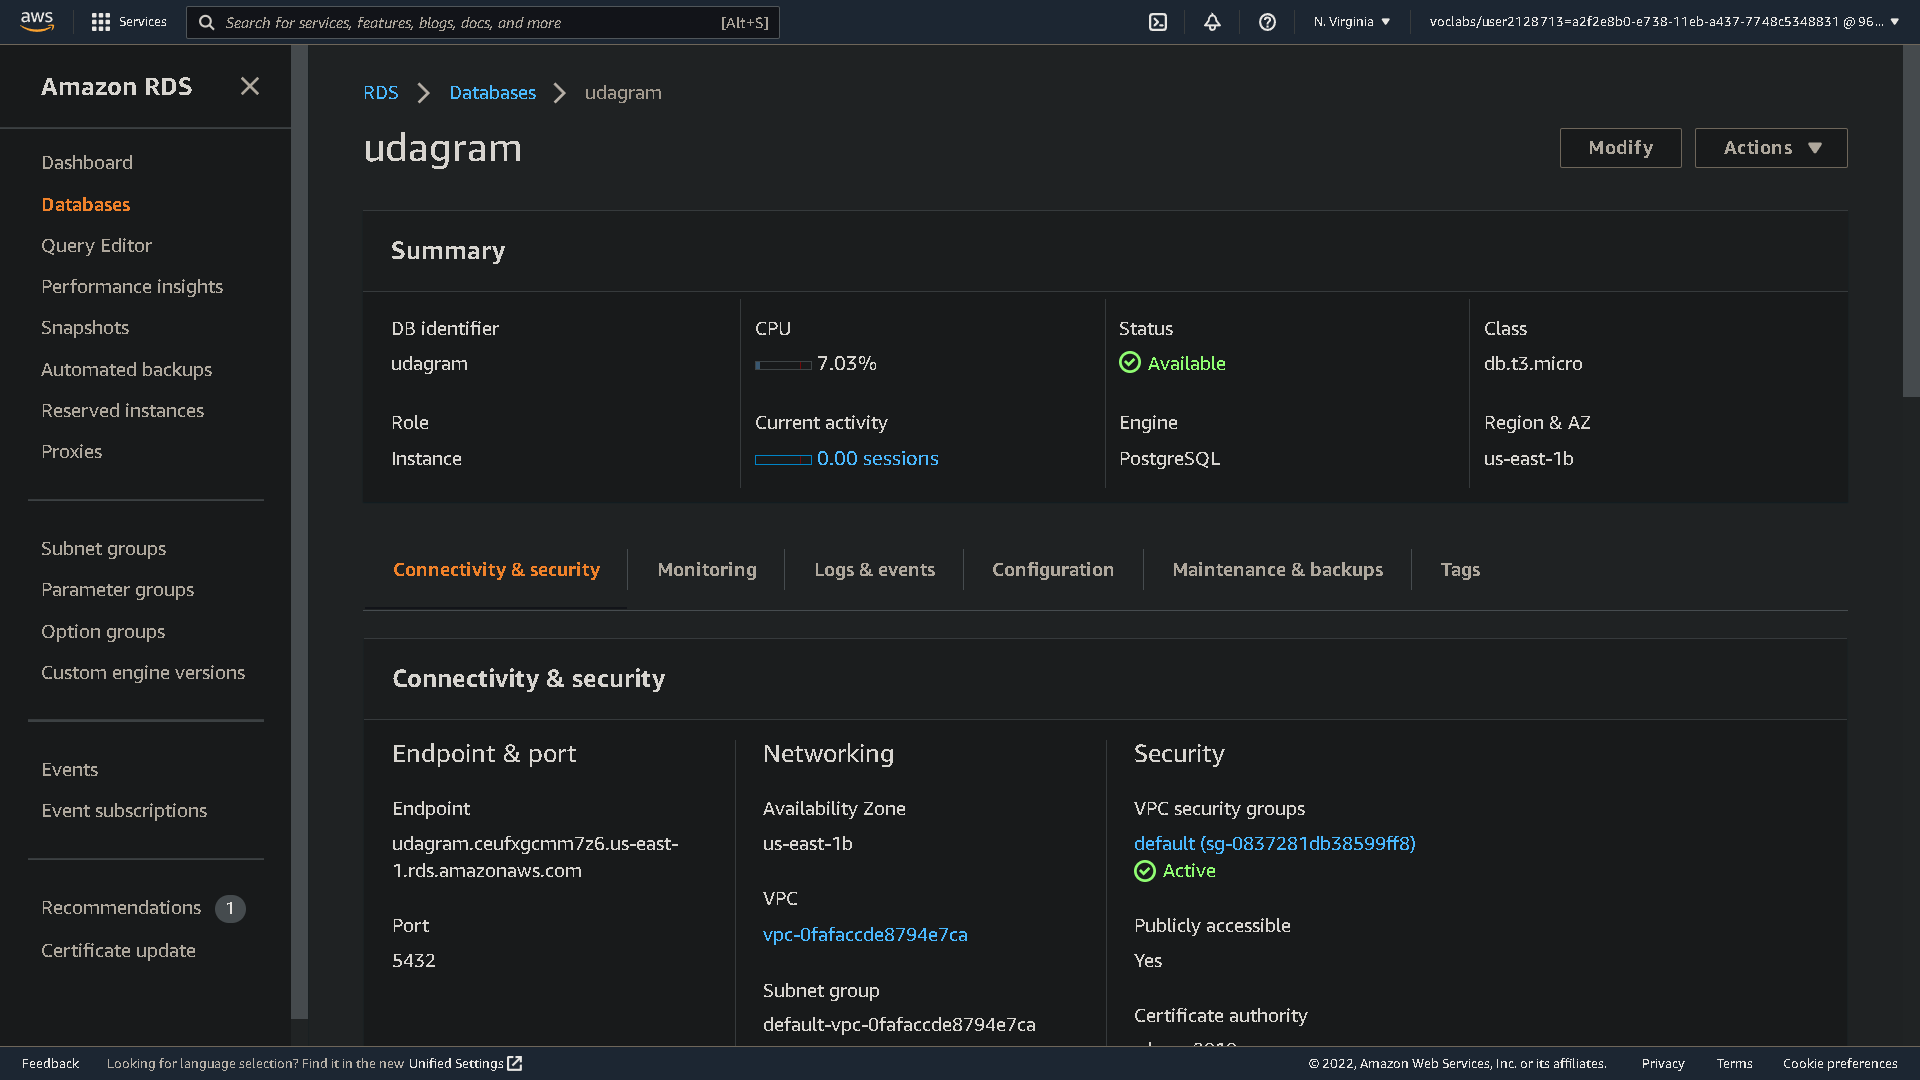 aws
Services
Search for services, features, blogs, docs, and more
[Alt+S]
N. Virginia
voclabs/user2128713=a2f2e8b0-e738-11eb-a437-7748c5348831 @ 96...
Amazon RDS
Dashboard
Databases
Query Editor
Performance insights
Snapshots
Automated backups
Reserved instances
Proxies
Subnet groups
Parameter groups
Option groups
Custom engine versions
Events
Event subscriptions
Recommendations 1
Certificate update
RDS
Databases
udagram
udagram
Modify
Actions
Summary
DB identifier
udagram
CPU
7.03%
Status
Available
Class
db.t3.micro
Role
Instance
Current activity
0.00 sessions
Engine
PostgreSQL
Region & AZ
us-east-1b
Connectivity & security
Monitoring
Logs & events
Configuration
Maintenance & backups
Tags
Connectivity & security
Endpoint & port
Endpoint
udagram.ceufxgcmm7z6.us-east-
1.rds.amazonaws.com
Port
5432
Networking
Availability Zone
us-east-1b
VPC
vpc-0fafaccde8794e7ca
Subnet group
default-vpc-0fafaccde8794e7ca
Security
VPC security groups
default (sg-0837281db38599ff8)
Active
Publicly accessible
Yes
Certificate authority
Feedback
Looking for language selection? Find it in the new Unified Settings
© 2022, Amazon Web Services, Inc. or its affiliates.
Privacy
Terms
Cookie preferences